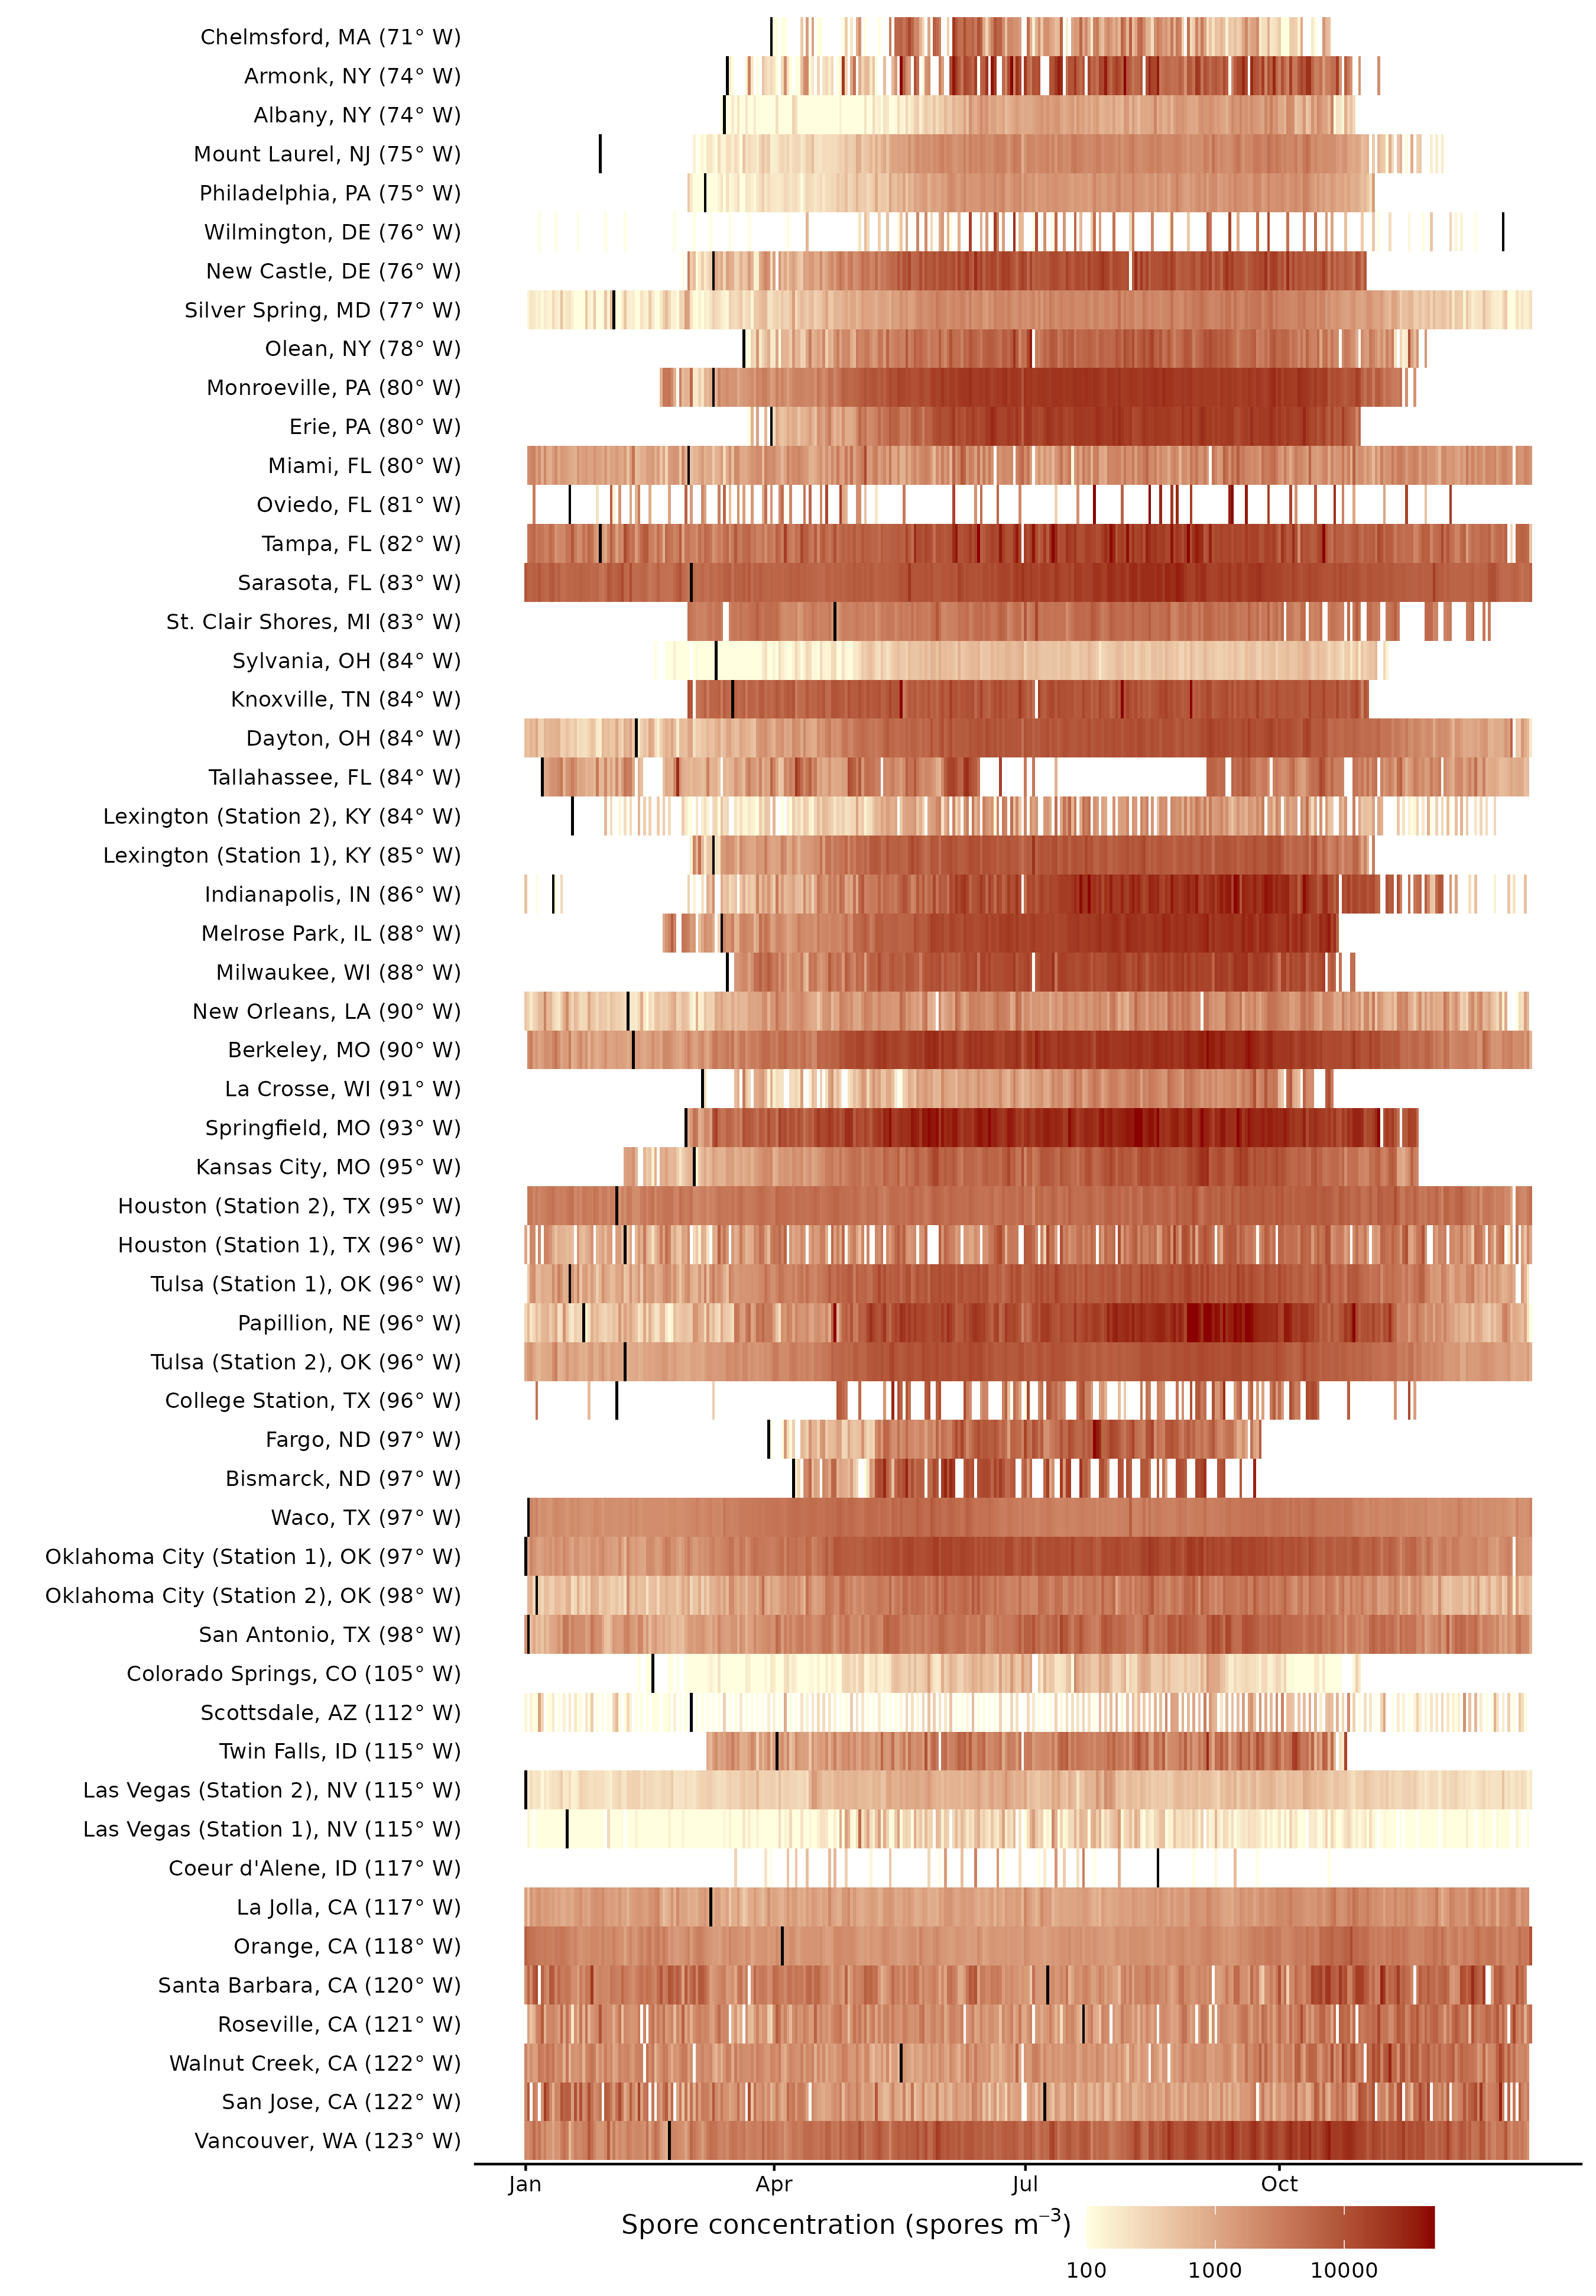 Chelmsford, MA (71° W)
Armonk, NY (74° W)
Albany, NY (74° W)
Mount Laurel, NJ (75° W)
Philadelphia, PA (75° W)
Wilmington, DE (76° W)
New Castle, DE (76° W)
Silver Spring, MD (77° W)
Olean, NY (78° W)
Monroeville, PA (80° W)
Erie, PA (80° W)
Miami, FL (80° W)
Oviedo, FL (81° W)
Tampa, FL (82° W)
Sarasota, FL (83° W)
St. Clair Shores, MI (83° W)
Sylvania, OH (84° W)
Knoxville, TN (84° W)
Dayton, OH (84° W)
Tallahassee, FL (84° W)
Lexington (Station 2), KY (84° W)
Lexington (Station 1), KY (85° W)
Indianapolis, IN (86° W)
Melrose Park, IL (88° W)
Milwaukee, WI (88° W)
New Orleans, LA (90° W)
Berkeley, MO (90° W)
La Crosse, WI (91° W)
Springfield, MO (93° W)
Kansas City, MO (95° W)
Houston (Station 2), TX (95° W)
Houston (Station 1), TX (96° W)
Tulsa (Station 1), OK (96° W)
Papillion, NE (96° W)
Tulsa (Station 2), OK (96° W)
College Station, TX (96° W)
Fargo, ND (97° W)
Bismarck, ND (97° W)
Waco, TX (97° W)
Oklahoma City (Station 1), OK (97° W)
Oklahoma City (Station 2), OK (98° W)
San Antonio, TX (98° W)
Colorado Springs, CO (105° W)
Scottsdale, AZ (112° W)
Twin Falls, ID (115° W)
Las Vegas (Station 2), NV (115° W)
Las Vegas (Station 1), NV (115° W)
Coeur d'Alene, ID (117° W)
La Jolla, CA (117° W)
Orange, CA (118° W)
Santa Barbara, CA (120° W)
Roseville, CA (121° W)
Walnut Creek, CA (122° W)
San Jose, CA (122° W)
Vancouver, WA (123° W)
Jan Apr Jul Oct
Spore concentration (spores m⁻³)
100 1000 10000